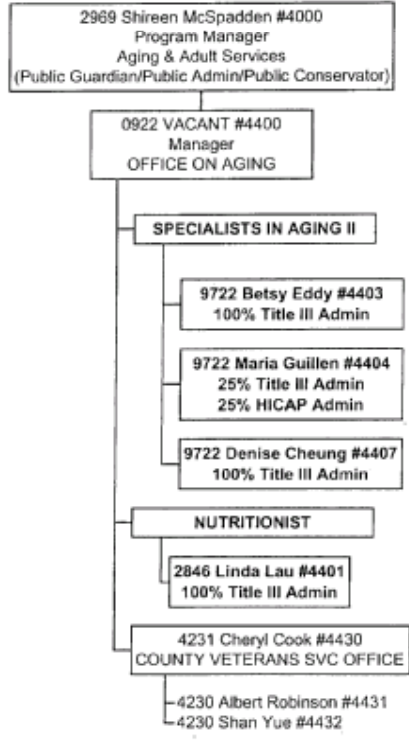 2969 Shireen McSpadden #4000
Program Manager
Aging & Adult Services
(Public Guardian/Public Admin/Public Conservator)
0922 VACANT #4400
Manager
OFFICE ON AGING
SPECIALISTS IN AGING II
9722 Betsy Eddy #4403
100% Title III Admin
9722 Maria Guillen #4404
25% Title III Admin
25% HICAP Admin
9722 Denise Cheung #4407
100% Title III Admin
NUTRITIONIST
2846 Linda Lau #4401
100% Title III Admin
4231 Cheryl Cook #4430
COUNTY VETERANS SVC OFFICE
4230 Albert Robinson #4431
4230 Shan Yue #4432